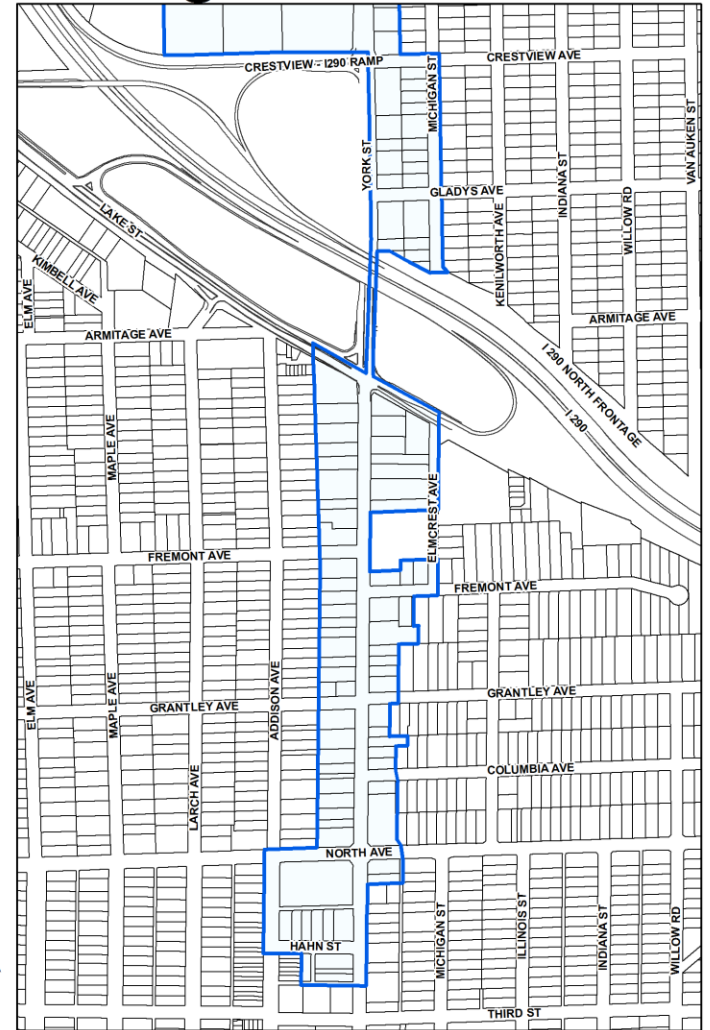 CRESTVIEW - I290 RAMP
CRESTVIEW AVE
MICHIGAN ST
VAN AUKEN ST
YORK ST
INDIANA ST
WILLOW RD
GLADYS AVE
KENILWORTH AVE
LAKE ST
KIMBELL AVE
ELM AVE
ARMITAGE AVE
ARMITAGE AVE
I 290 NORTH FRONTAGE
I 290
MAPLE AVE
ELMCREST AVE
FREMONT AVE
FREMONT AVE
ELM AVE
MAPLE AVE
GRANTLEY AVE
ADDISON AVE
GRANTLEY AVE
LARCH AVE
COLUMBIA AVE
NORTH AVE
HAHN ST
MICHIGAN ST
ILLINOIS ST
INDIANA ST
WILLOW RD
THIRD ST